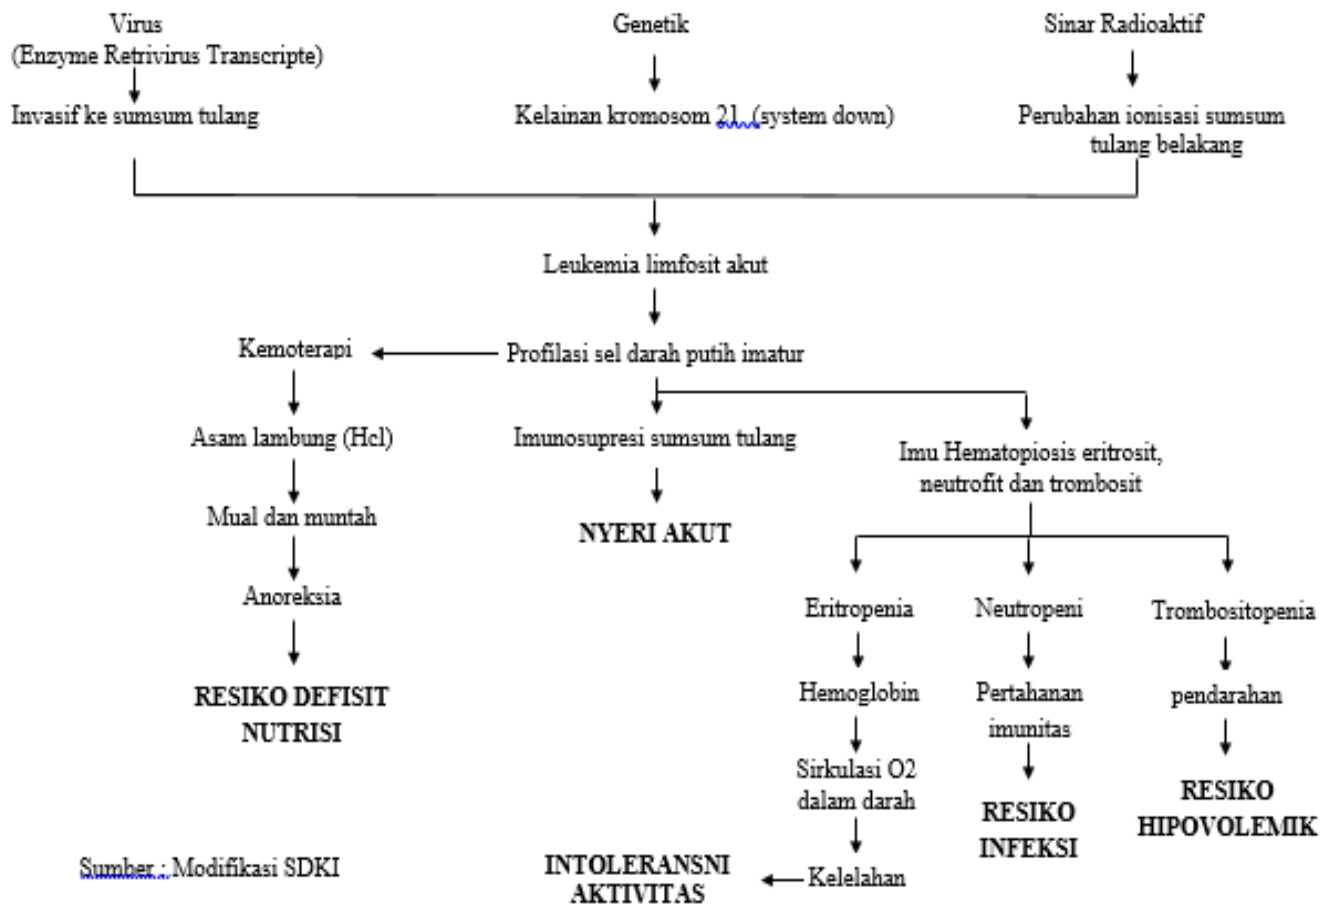 Virus
(Enzyme Retrivirus Transcripte)
Genetik
Sinar Radioaktif
Invasif ke sumsum tulang
Kelainan kromosom 21 (system down)
Perubahan ionisasi sumsum
tulang belakang
Leukemia limfosit akut
Kemoterapi
Profilasi sel darah putih imatur
Asam lambung (Hcl)
Imunosupresi sumsum tulang
Imu Hematopiosis eritrosit,
neutrofit dan trombosit
Mual dan muntah
NYERI AKUT
Anoreksia
Eritropenia
Neutropeni
Trombositopenia
RESIKO DEFISIT
NUTRISI
Hemoglobin
Pertahanan
imunitas
pendarahan
Sirkulasi O2
dalam darah
RESIKO
INFEKSI
RESIKO
HIPOVOLEMIK
Sumber : Modifikasi SDKI
INTOLERANSNI
AKTIVITAS
Kelelahan